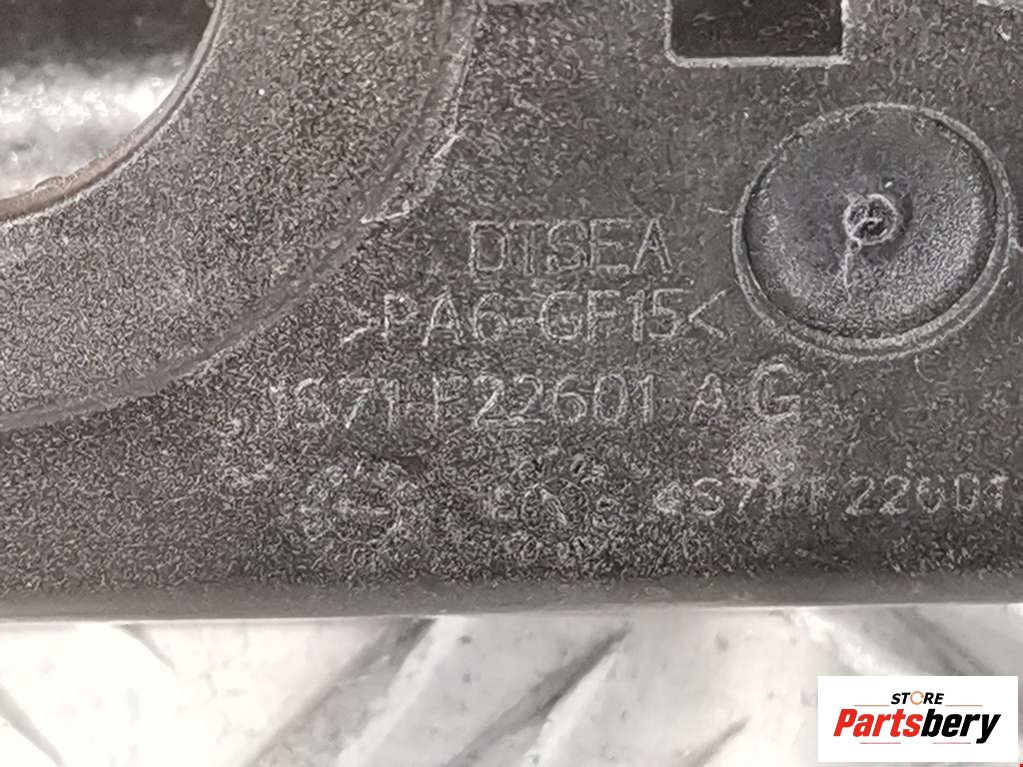 DTSEA
>PA6-GF15<
1S71-F22601-AG
STORE
Partsbery